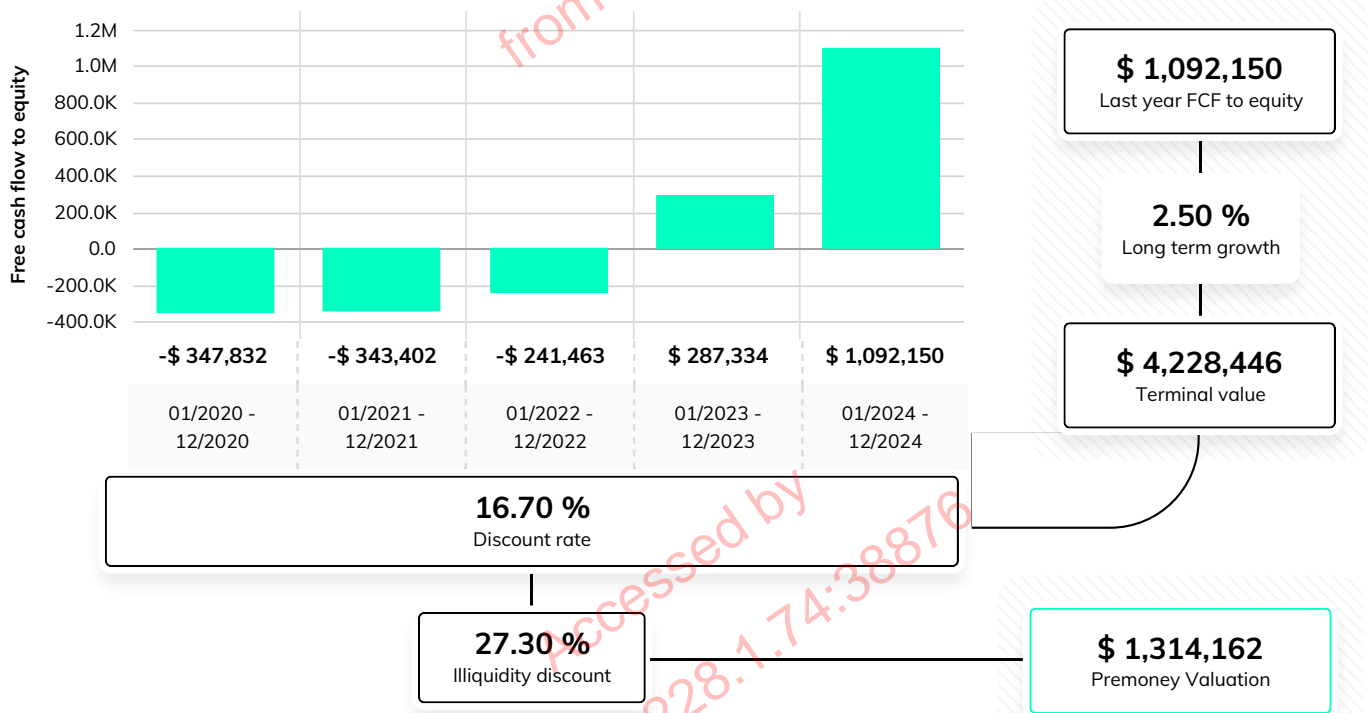 from
Free cash flow to equity
1.2M
1.0M
800.0K
600.0K
400.0K
200.0K
0.0
-200.0K
-400.0K
-$ 347,832
-$ 343,402
-$ 241,463
$ 287,334
$ 1,092,150
01/2020 -
12/2020
01/2021 -
12/2021
01/2022 -
12/2022
01/2023 -
12/2023
01/2024 -
12/2024
$ 1,092,150
Last year FCF to equity
2.50 %
Long term growth
$ 4,228,446
Terminal value
16.70 %
Discount rate
27.30 %
Illiquidity discount
$ 1,314,162
Premoney Valuation
Accessed by
228.1.74:38876